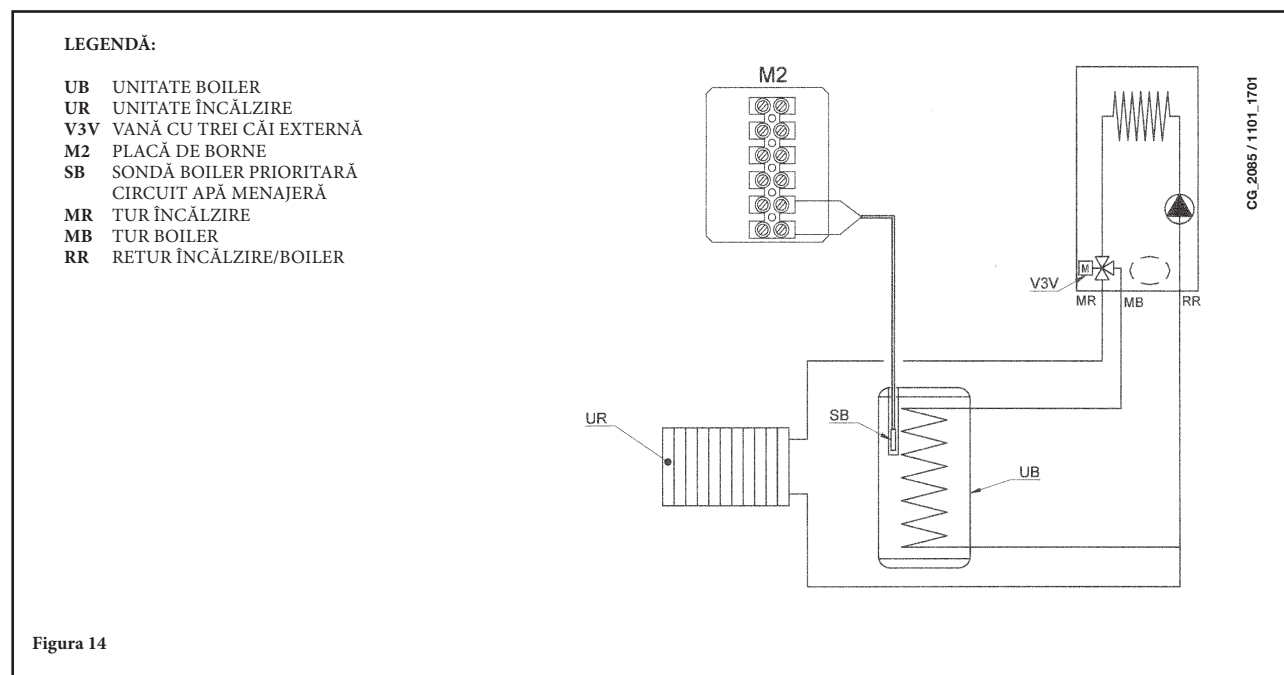 LEGENDĂ:
UB UNITATE BOILER
UR UNITATE ÎNCĂLZIRE
V3V VANĂ CU TREI CĂI EXTERNĂ
M2 PLACĂ DE BORNE
SB SONDĂ BOILER PRIORITARĂ
CIRCUIT APĂ MENAJERĂ
MR TUR ÎNCĂLZIRE
MB TUR BOILER
RR RETUR ÎNCĂLZIRE/BOILER
M2
CG_2085 / 1101_1701
M
V3V
MR MB RR
UR
SB
UB
Figura 14